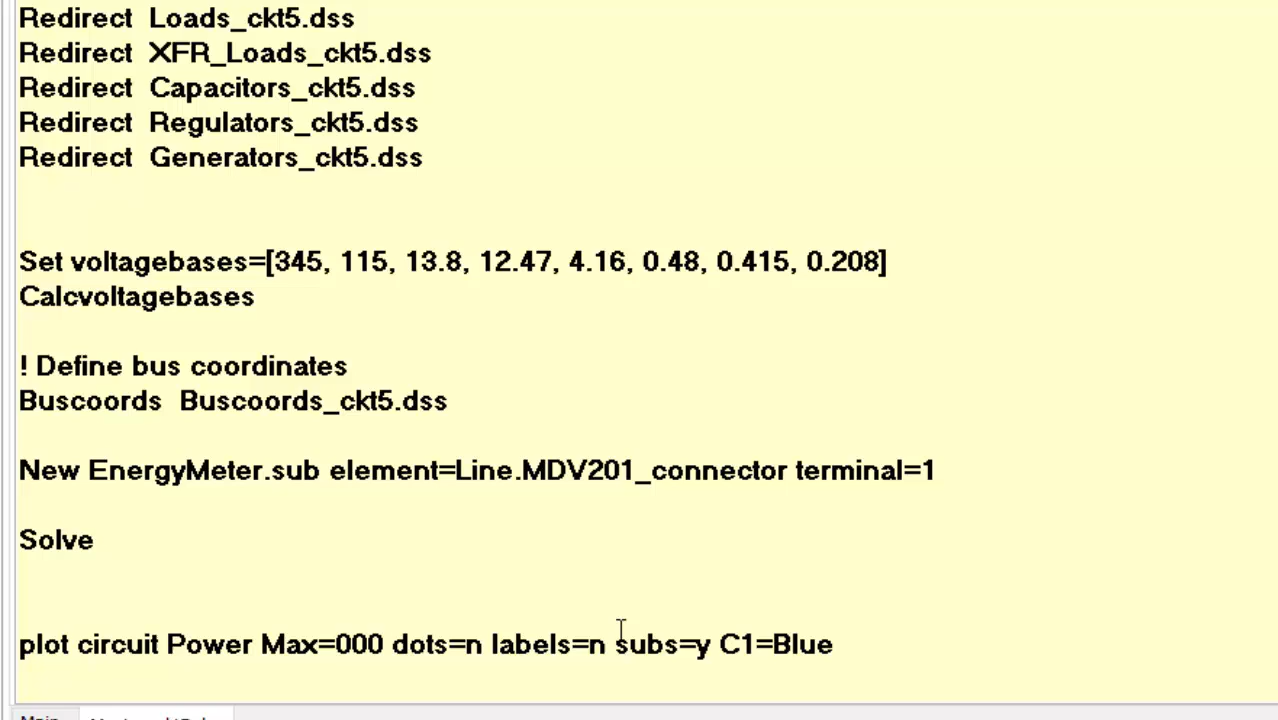 Redirect Loads_ckt5.dss
Redirect XFR_Loads_ckt5.dss
Redirect Capacitors_ckt5.dss
Redirect Regulators_ckt5.dss
Redirect Generators_ckt5.dss
Set voltagebases=[345, 115, 13.8, 12.47, 4.16, 0.48, 0.415, 0.208]
Calcvoltagebases
! Define bus coordinates
Buscoords Buscoords_ckt5.dss
New EnergyMeter.sub element=Line.MDV201_connector terminal=1
Solve
plot circuit Power Max=000 dots=n labels=n subs=y C1=Blue
Main